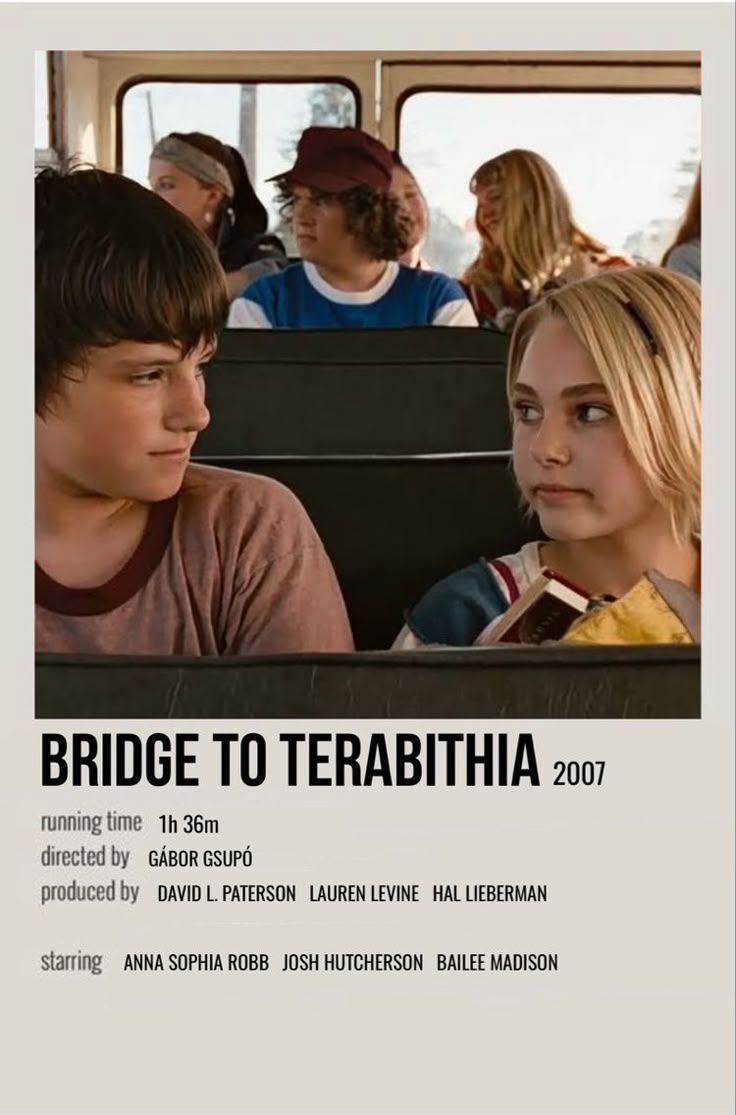 BRIDGE TO TERABITHIA 2007
running time 1h 36m
directed by GÁBOR GSUPÓ
produced by DAVID L. PATERSON LAUREN LEVINE HAL LIEBERMAN
starring ANNA SOPHIA ROBB JOSH HUTCHERSON BAILEE MADISON